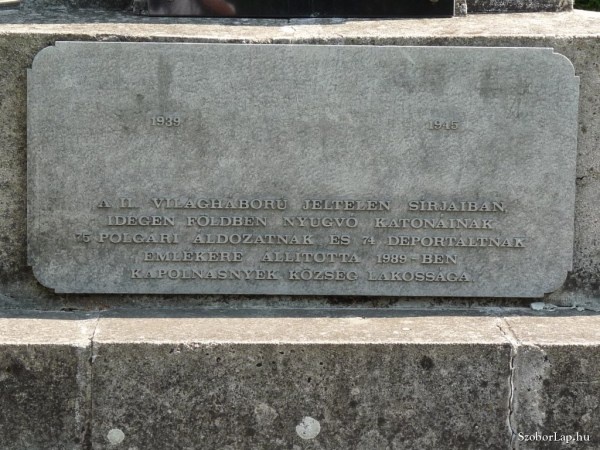 1939 1945
A II. VILÁGHÁBORÚ JELTELEN SÍRJAIBAN,
IDEGEN FÖLDBEN NYUGVÓ KATONÁINAK
75 POLGÁRI ÁLDOZATNAK ÉS 74 DEPORTÁLTNAK
EMLÉKÉRE ÁLLÍTOTTA 1989-BEN
KÁPOLNÁSNYÉK KÖZSÉG LAKOSSÁGA.
SzoborLap.hu